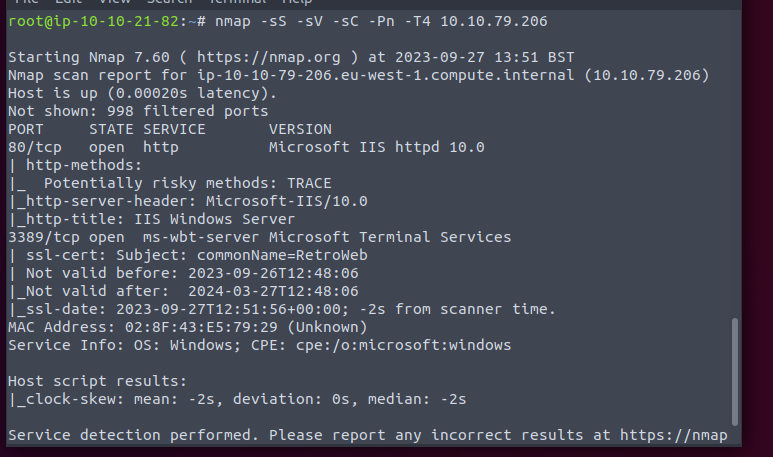 root@ip-10-10-21-82:~# nmap -sS -sV -sC -Pn -T4 10.10.79.206
Starting Nmap 7.60 ( https://nmap.org ) at 2023-09-27 13:51 BST
Nmap scan report for ip-10-10-79-206.eu-west-1.compute.internal (10.10.79.206)
Host is up (0.00020s latency).
Not shown: 998 filtered ports
PORT     STATE SERVICE       VERSION
80/tcp   open  http          Microsoft IIS httpd 10.0
| http-methods:
|_  Potentially risky methods: TRACE
|_http-server-header: Microsoft-IIS/10.0
|_http-title: IIS Windows Server
3389/tcp open  ms-wbt-server Microsoft Terminal Services
| ssl-cert: Subject: commonName=RetroWeb
| Not valid before: 2023-09-26T12:48:06
|_Not valid after:  2024-03-27T12:48:06
|_ssl-date: 2023-09-27T12:51:56+00:00; -2s from scanner time.
MAC Address: 02:8F:43:E5:79:29 (Unknown)
Service Info: OS: Windows; CPE: cpe:/o:microsoft:windows
Host script results:
|_clock-skew: mean: -2s, deviation: 0s, median: -2s
Service detection performed. Please report any incorrect results at https://nmap